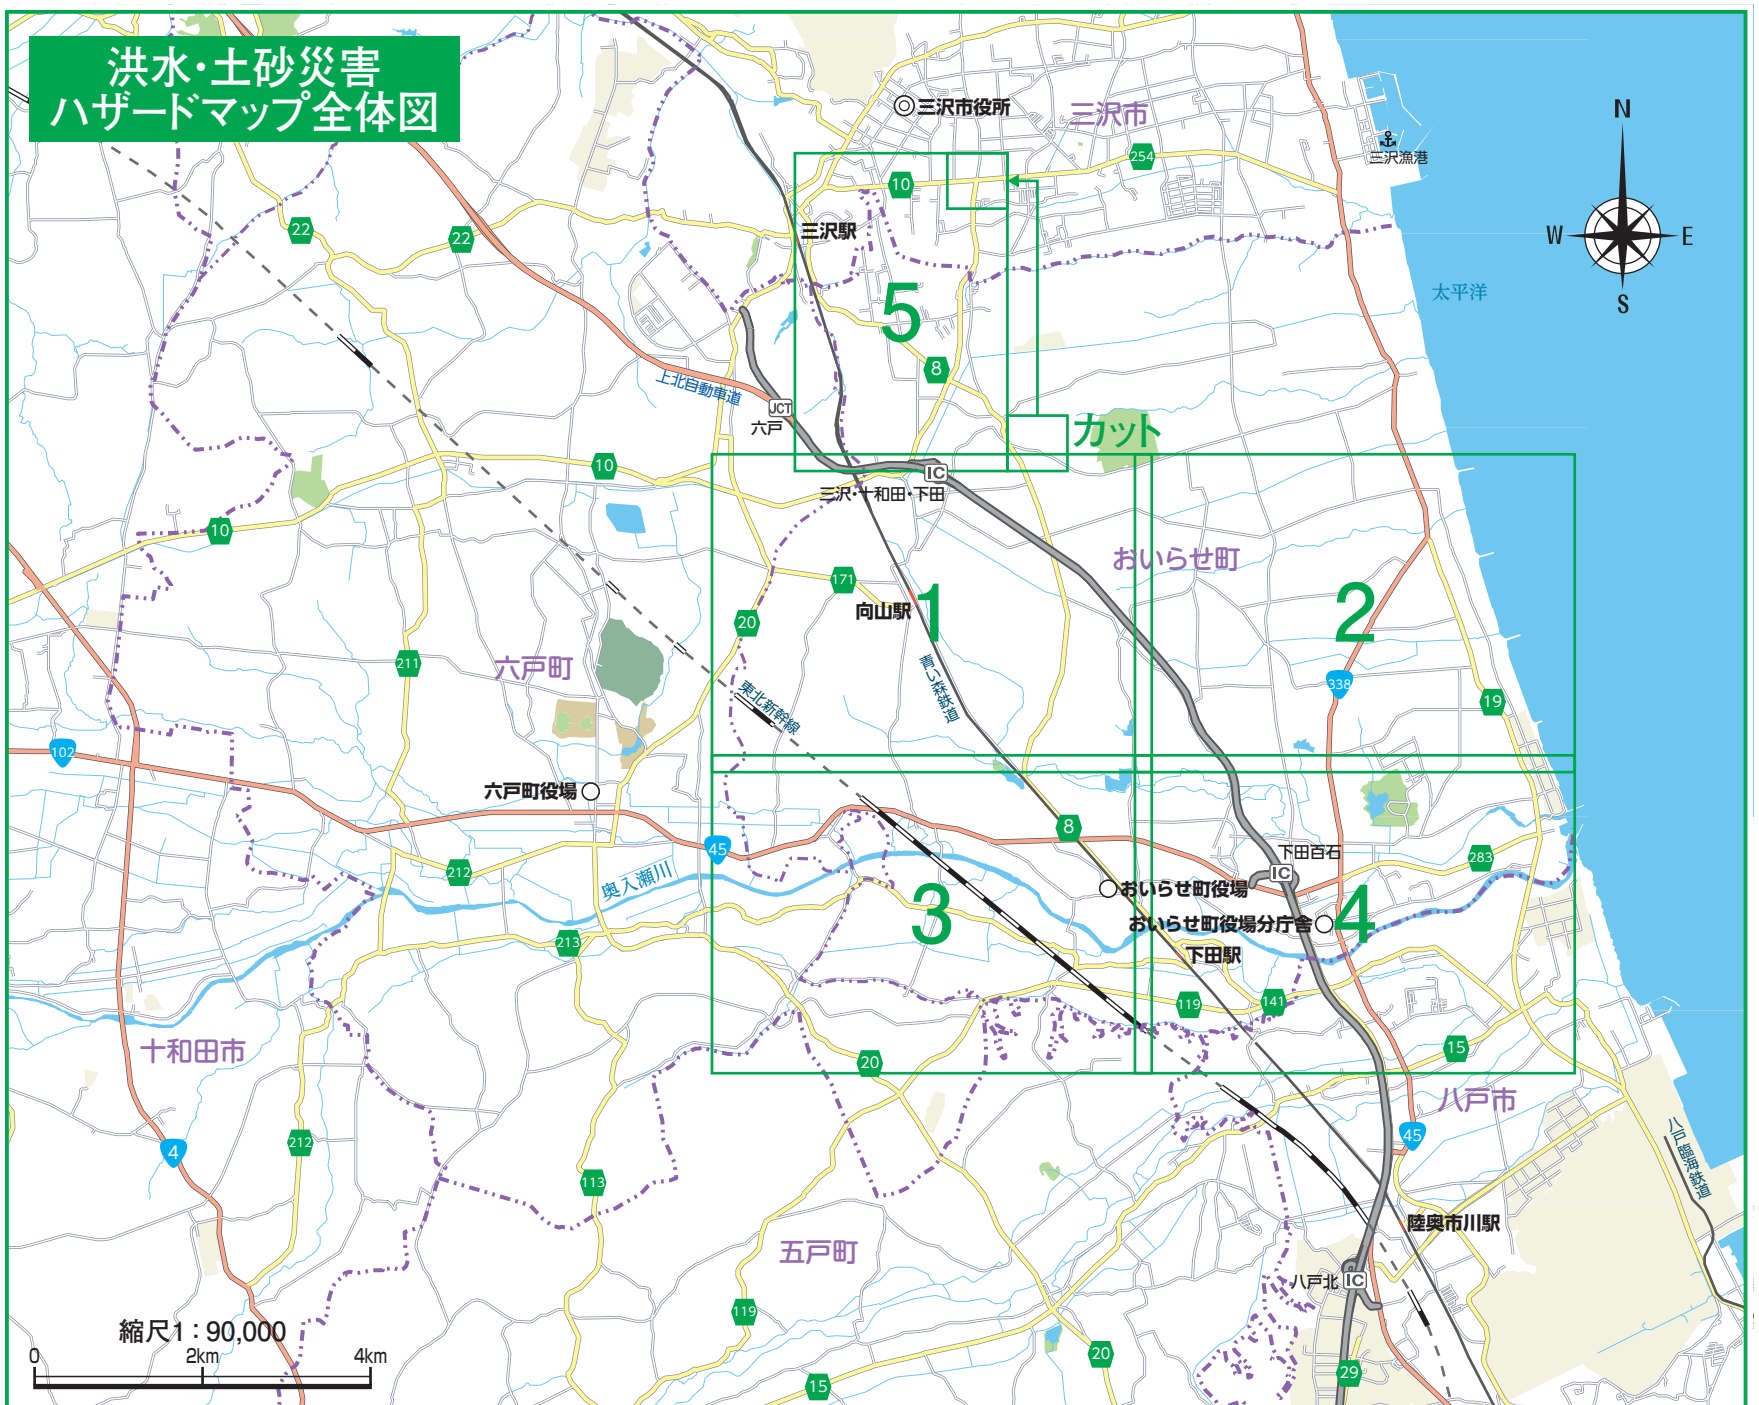 洪水・土砂災害
ハザードマップ全体図
三沢市役所
三沢市
三沢漁港
254
10
N
W
E
S
22
22
三沢駅
太平洋
5
8
上北自動車道
JCT
六戸
カット
10
IC
三沢・十和田・下田
10
おいらせ町
171
向山駅
1
2
20
211
六戸町
青い森鉄道
338
19
東北新幹線
102
六戸町役場
8
45
下田百石
283
212
IC
奥入瀬川
おいらせ町役場
3
おいらせ町役場分庁舎
4
213
下田駅
119
141
十和田市
20
15
八戸市
45
4
212
八戸臨海鉄道
113
陸奥市川駅
五戸町
八戸北
IC
119
縮尺1：90,000
0
2km
4km
20
29
15